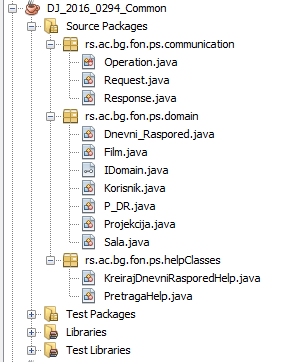 DJ_2016_0294_Common
Source Packages
rs.ac.bg.fon.ps.communication
Operation.java
Request.java
Response.java
rs.ac.bg.fon.ps.domain
Dnevni_Raspored.java
Film.java
IDomain.java
Korisnik.java
P_DR.java
Projekcija.java
Sala.java
rs.ac.bg.fon.ps.helpClasses
KreirajDnevniRasporedHelp.java
PretragaHelp.java
Test Packages
Libraries
Test Libraries